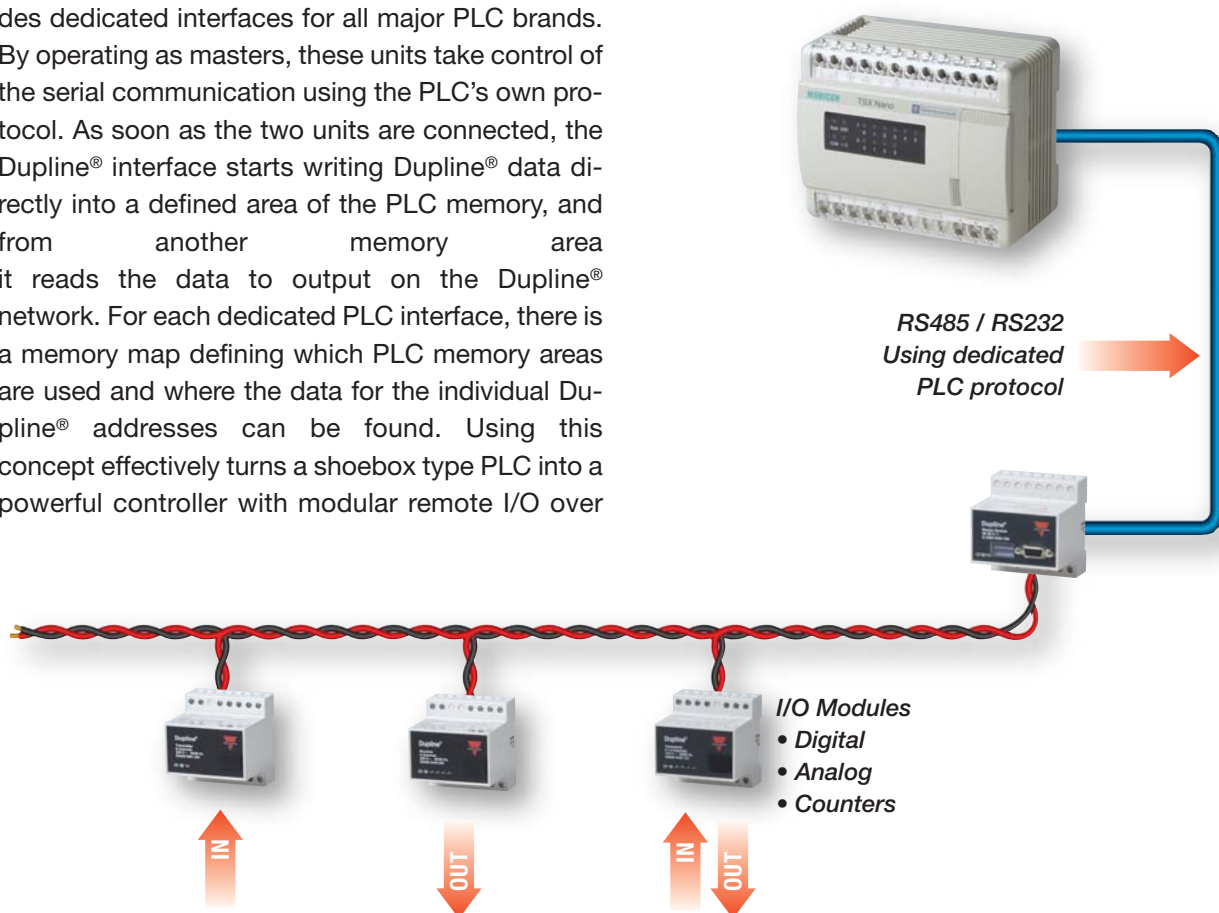 des dedicated interfaces for all major PLC brands.
By operating as masters, these units take control of
the serial communication using the PLC's own pro-
tocol. As soon as the two units are connected, the
Dupline® interface starts writing Dupline® data di-
rectly into a defined area of the PLC memory, and
from another memory area
it reads the data to output on the Dupline®
network. For each dedicated PLC interface, there is
a memory map defining which PLC memory areas
are used and where the data for the individual Du-
pline® addresses can be found. Using this
concept effectively turns a shoebox type PLC into a
powerful controller with modular remote I/O over
MODICON TSX Nano
RS485 / RS232
Using dedicated
PLC protocol
Dupline®
Dupline®
Dupline®
Dupline®
I/O Modules
• Digital
• Analog
• Counters
IN
OUT
IN
OUT